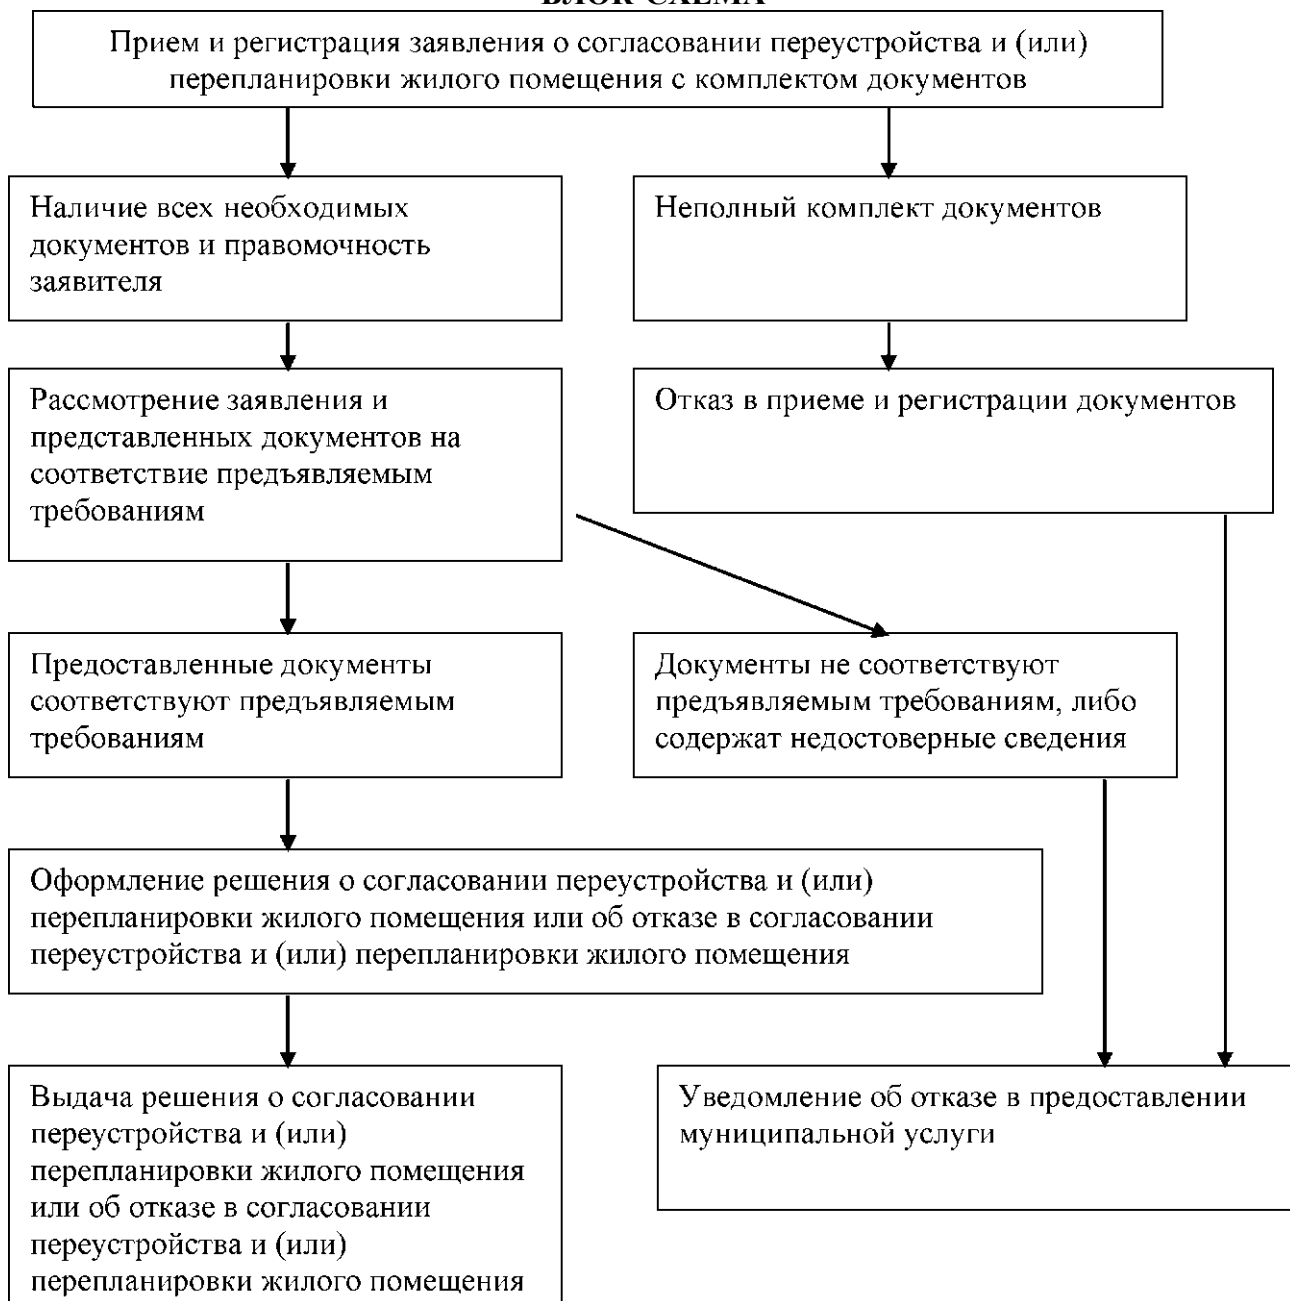 БЛОК-СХЕМА
Прием и регистрация заявления о согласовании переустройства и (или)
перепланировки жилого помещения с комплектом документов
Наличие всех необходимых
документов и правомочность
заявителя
Неполный комплект документов
Рассмотрение заявления и
представленных документов на
соответствие предъявляемым
требованиям
Отказ в приеме и регистрации документов
Предоставленные документы
соответствуют предъявляемым
требованиям
Документы не соответствуют
предъявляемым требованиям, либо
содержат недостоверные сведения
Оформление решения о согласовании переустройства и (или)
перепланировки жилого помещения или об отказе в согласовании
переустройства и (или) перепланировки жилого помещения
Выдача решения о согласовании
переустройства и (или)
перепланировки жилого помещения
или об отказе в согласовании
переустройства и (или)
перепланировки жилого помещения
Уведомление об отказе в предоставлении
муниципальной услуги